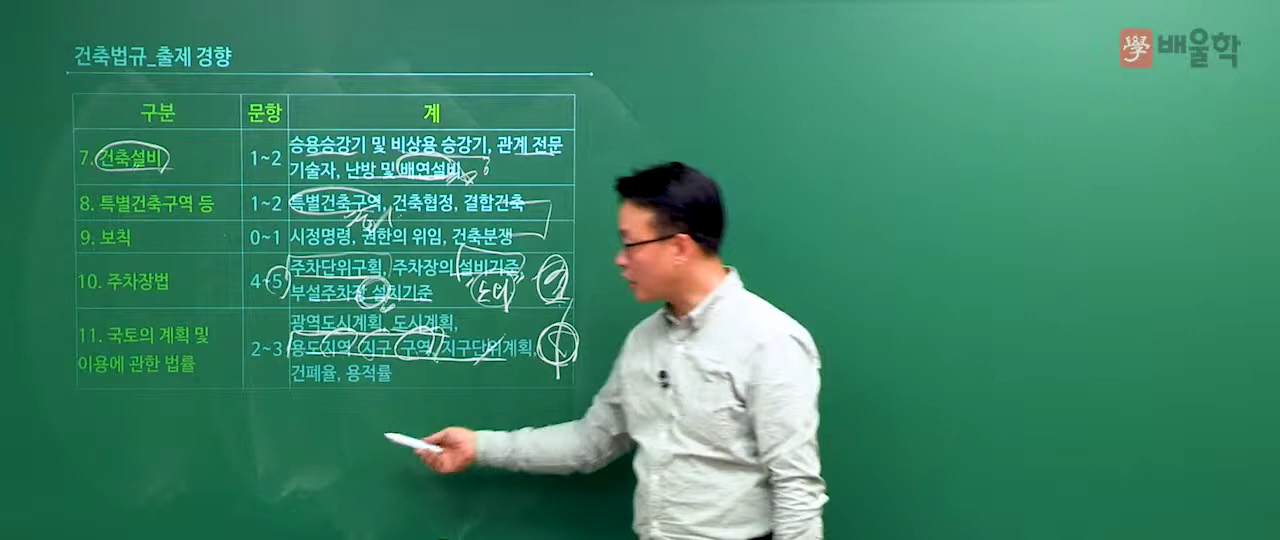 건축법규_출제 경향
學 배울학
구분 문항 계
7. 건축설비 1~2 승용승강기 및 비상용 승강기, 관계 전문
기술자, 난방 및 배연설비
8. 특별건축구역 등 1~2 특별건축구역, 건축협정, 결합건축
9. 보칙 0~1 시정명령, 권한의 위임, 건축분쟁
10. 주차장법 4~5 주차단위구획, 주차장의 설비기준,
부설주차장 설치기준
11. 국토의 계획 및
이용에 관한 법률 2~3 광역도시계획, 도시계획,
용도지역 지구 구역, 지구단위계획,
건폐율, 용적률